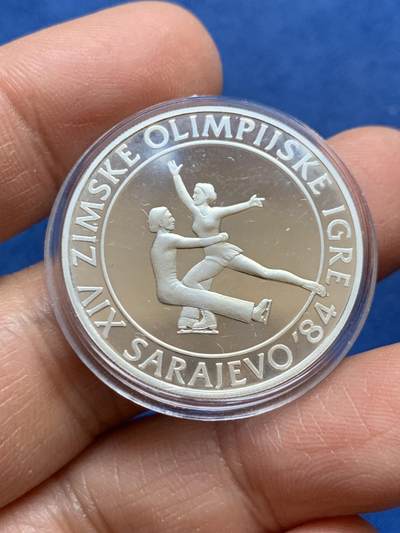 XIV ZIMSKE OLIMPIJSKE IGRE
SARAJEVO '84